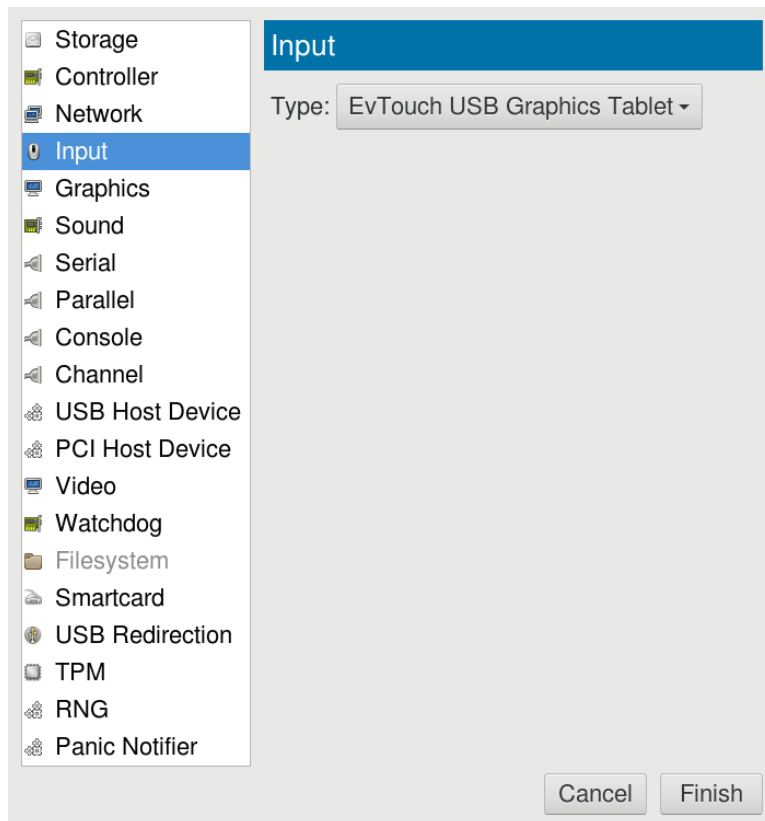 Storage
Controller
Network
Input
Graphics
Sound
Serial
Parallel
Console
Channel
USB Host Device
PCI Host Device
Video
Watchdog
Filesystem
Smartcard
USB Redirection
TPM
RNG
Panic Notifier
Input
Type: EvTouch USB Graphics Tablet
Cancel Finish